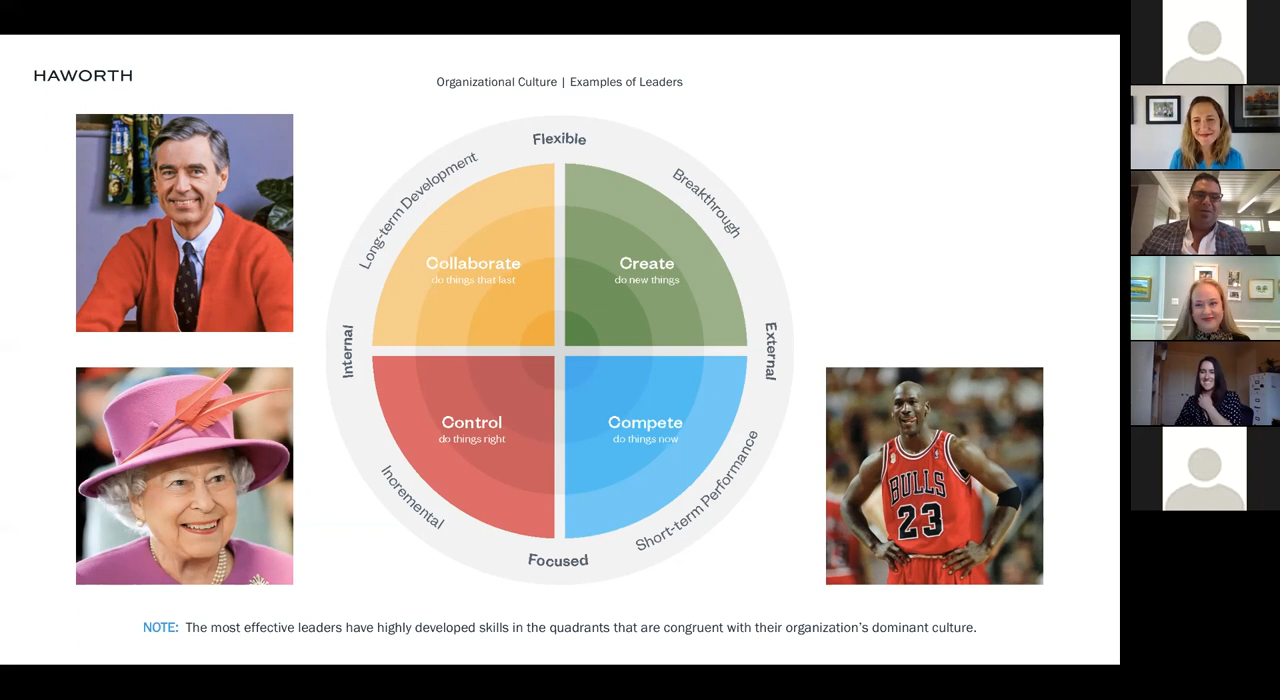 HAWORTH
Organizational Culture | Examples of Leaders
Flexible
Long-term Development
Breakthrough
Collaborate
do things that last
Create
do new things
Internal
External
Control
do things right
Compete
do things now
BULLS
23
Incremental
Short-term Performance
Focused
NOTE: The most effective leaders have highly developed skills in the quadrants that are congruent with their organization's dominant culture.